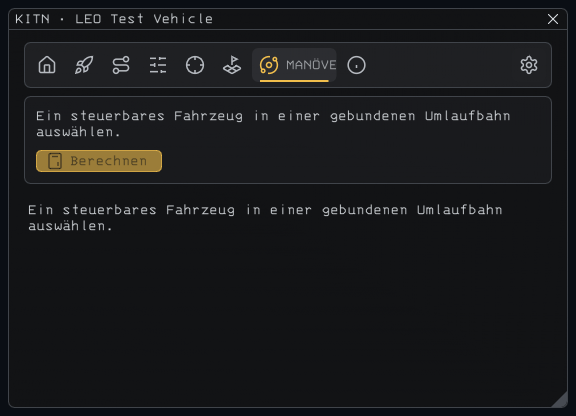 KITN · LEO Test Vehicle
MANÖVE
Ein steuerbares Fahrzeug in einer gebundenen Umlaufbahn
auswählen.
Berechnen
Ein steuerbares Fahrzeug in einer gebundenen Umlaufbahn
auswählen.